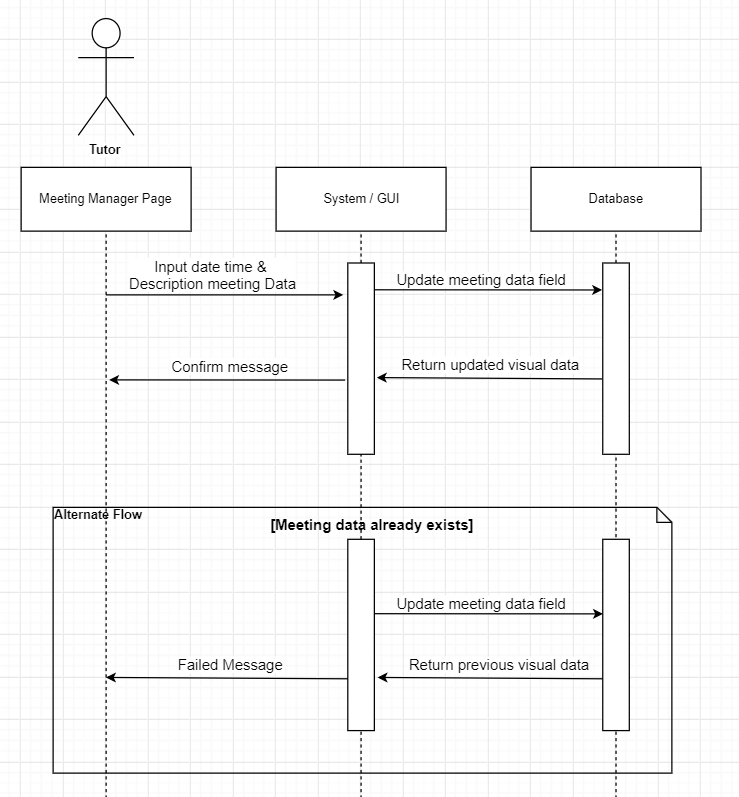 Tutor
Meeting Manager Page
System / GUI
Database
Input date time &
Description meeting Data
Update meeting data field
Confirm message
Return updated visual data
Alternate Flow
[Meeting data already exists]
Update meeting data field
Failed Message
Return previous visual data